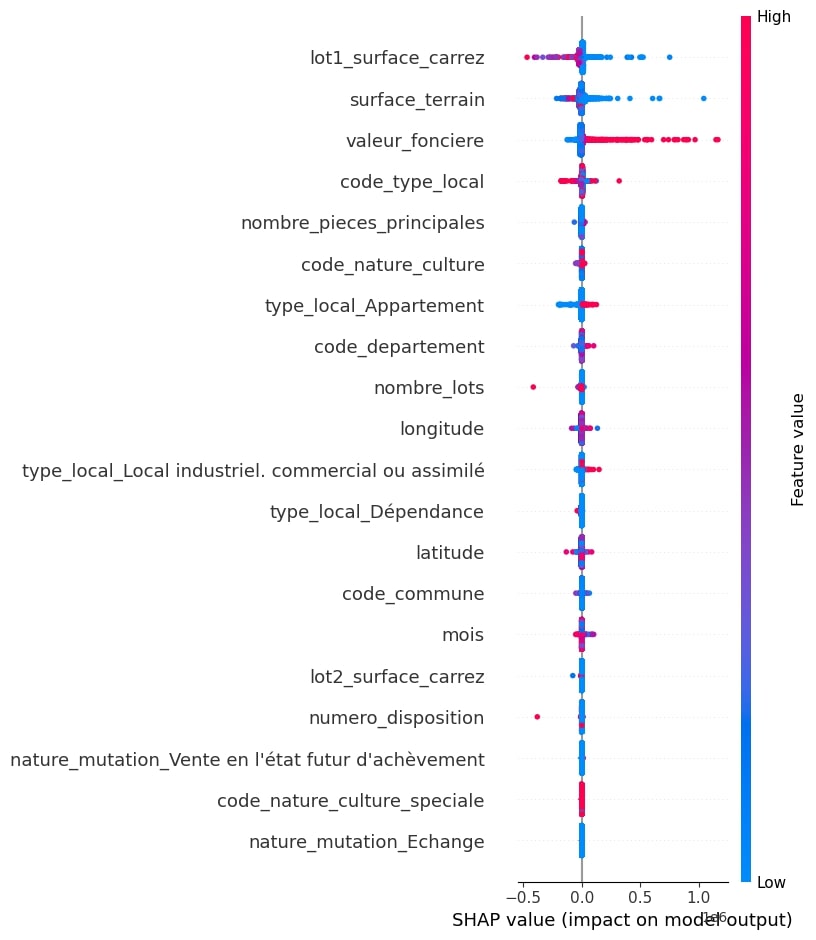 High
lot1_surface_carrez
surface_terrain
valeur_fonciere
code_type_local
nombre_pieces_principales
code_nature_culture
type_local_Appartement
code_departement
nombre_lots
longitude
type_local_Local industriel. commercial ou assimilé
type_local_Dépendance
latitude
code_commune
mois
lot2_surface_carrez
numero_disposition
nature_mutation_Vente en l'état futur d'achèvement
code_nature_culture_speciale
nature_mutation_Echange
Feature value
Low
−0.5 0.0 0.5 1.0
1e6
SHAP value (impact on model output)